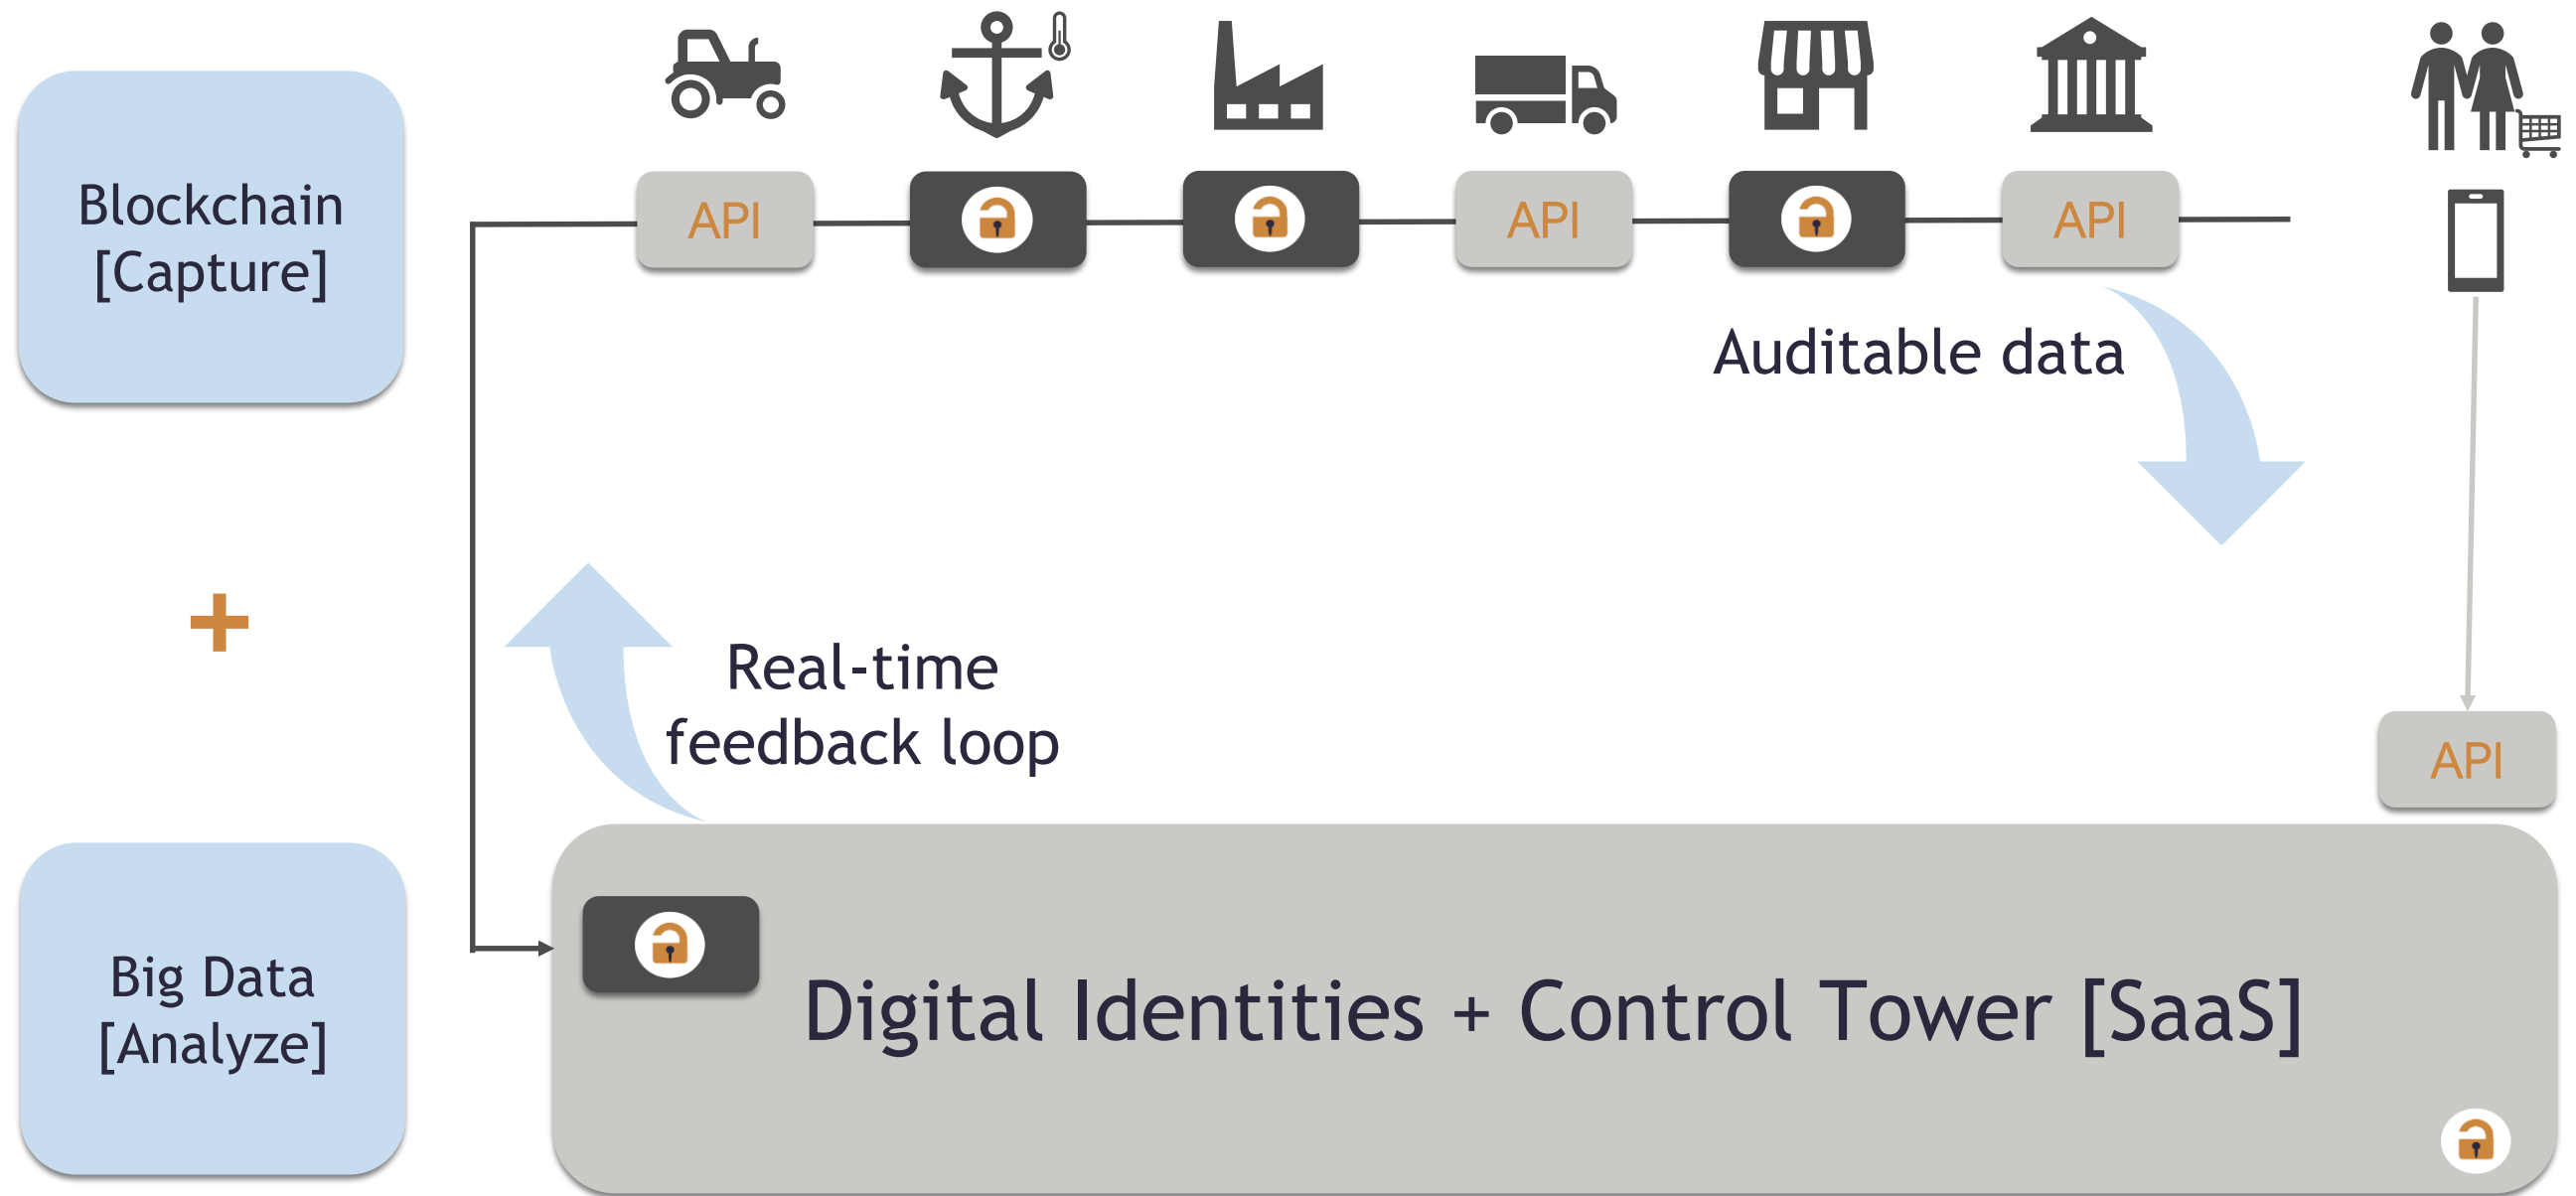 Blockchain
[Capture]
API
API
API
Auditable data
Real-time
feedback loop
API
Big Data
[Analyze]
Digital Identities + Control Tower [SaaS]